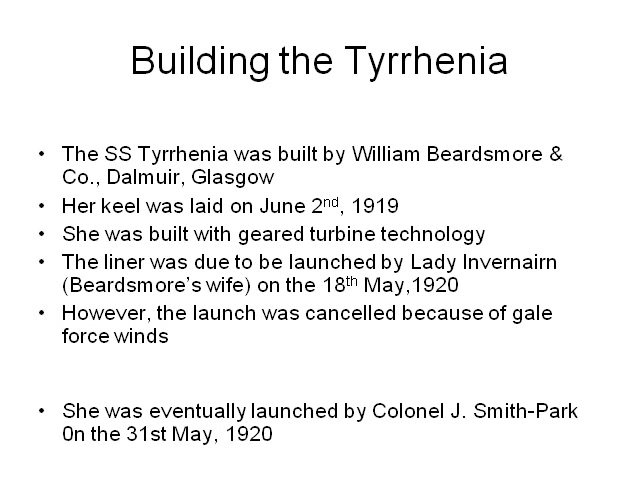 Building the Tyrrhenia
• The SS Tyrrhenia was built by William Beardsmore &
Co., Dalmuir, Glasgow
• Her keel was laid on June 2nd, 1919
• She was built with geared turbine technology
• The liner was due to be launched by Lady Invernairn
(Beardsmore's wife) on the 18th May,1920
• However, the launch was cancelled because of gale
force winds
• She was eventually launched by Colonel J. Smith-Park
0n the 31st May, 1920